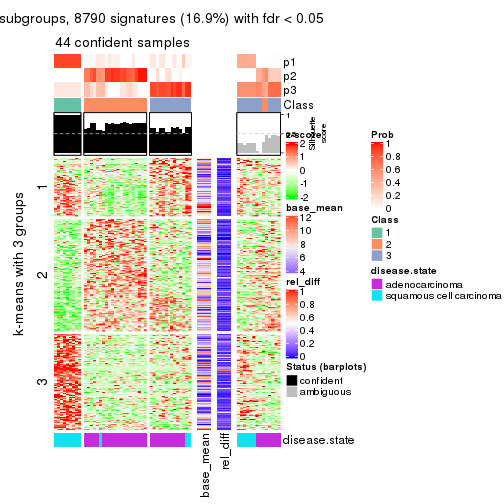 subgroups, 8790 signatures (16.9%) with fdr < 0.05
44 confident samples
p1
p2
p3
Class
1
Silhouette
score
z-score
2
1
0
-1
-2
base_mean
12
10
8
6
4
rel_diff
1
0.8
0.6
0.4
0.2
0
Status (barplots)
confident
ambiguous
Prob
1
0.8
0.6
0.4
0.2
0
Class
1
2
3
disease.state
adenocarcinoma
squamous cell carcinoma
k-means with 3 groups
1
2
3
disease.state
base_mean
rel_diff